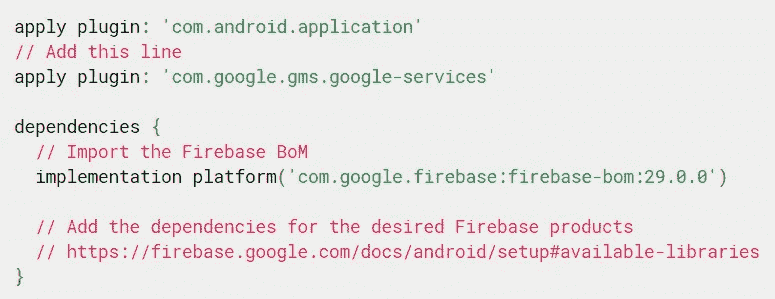 apply plugin: 'com.android.application'
// Add this line
apply plugin: 'com.google.gms.google-services'

dependencies {
  // Import the Firebase BoM
  implementation platform('com.google.firebase:firebase-bom:29.0.0')

  // Add the dependencies for the desired Firebase products
  // https://firebase.google.com/docs/android/setup#available-libraries
}